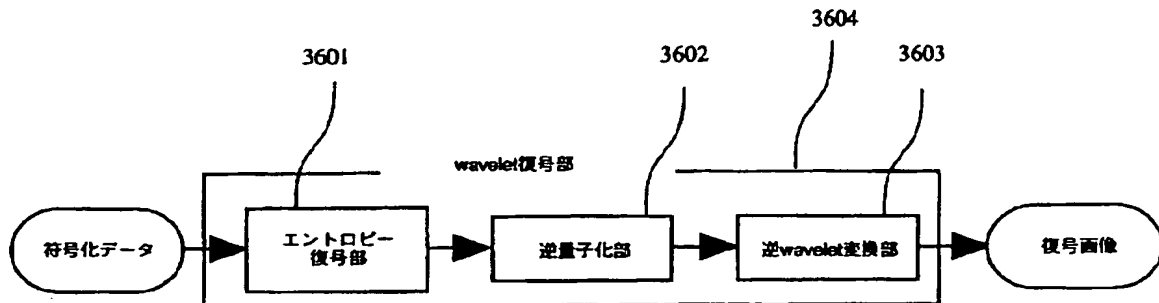 3604
3601
3602
3603
wavelet復号部
符号化データ
エントロピー
復号部
逆量子化部
逆wavelet変換部
復号画像